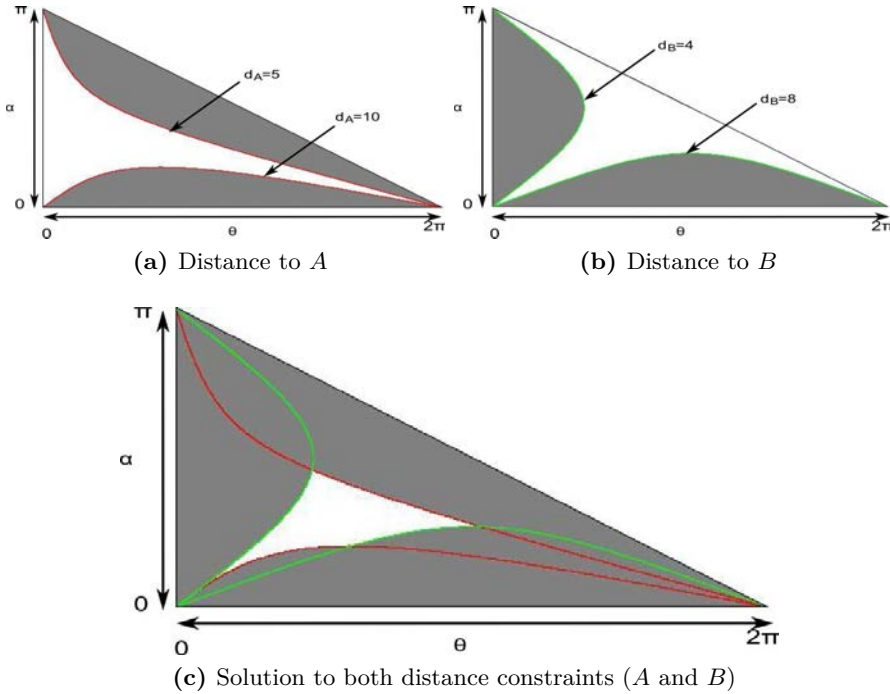 π
α
0
d_A=5
d_A=10
0
θ
2π
(a) Distance to A
π
α
0
d_B=4
d_B=8
0
θ
2π
(b) Distance to B
π
α
0
0
θ
2π
(c) Solution to both distance constraints (A and B)